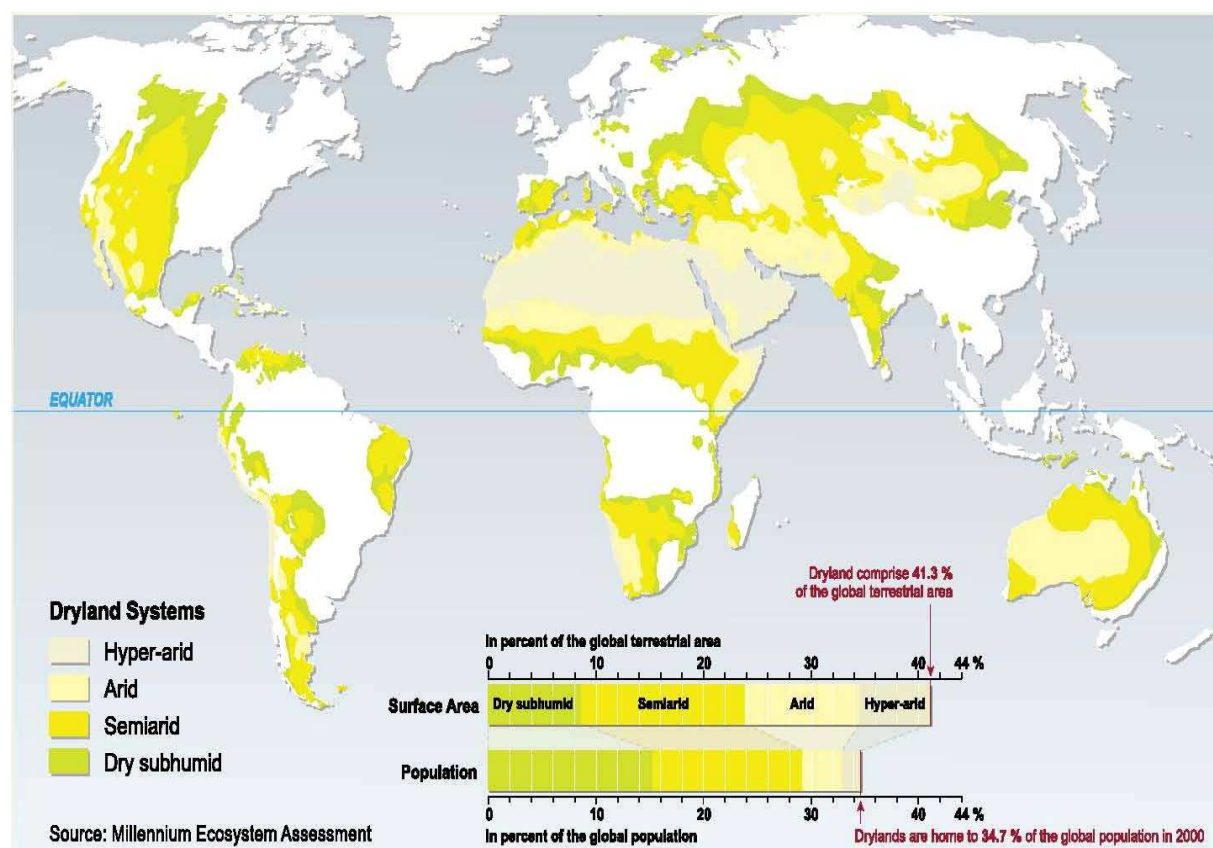 EQUATOR
Dryland Systems
Hyper-arid
Arid
Semiarid
Dry subhumid
Source: Millennium Ecosystem Assessment
Dryland comprise 41.3 %
of the global terrestrial area
In percent of the global terrestrial area
0 10 20 30 40 44 %
Surface Area Dry subhumid Semiarid Arid Hyper-arid
Population
0 10 20 30 40 44 %
In percent of the global population
Drylands are home to 34.7 % of the global population in 2000